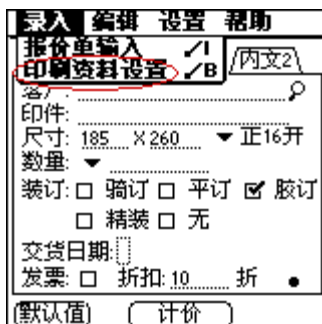 录入 编辑 设置 帮助
报价单输入 ✓I
印刷资料设置 ✓B
/内文2\
客户:
印件:
尺寸: 185 X 260 ▼ 正16开
数量: ▼
装订: □ 骑订 □ 平订 ☑ 胶订
□ 精装 □ 无
交货日期:
发票: □ 折扣: 10 折 ●
默认值 计价